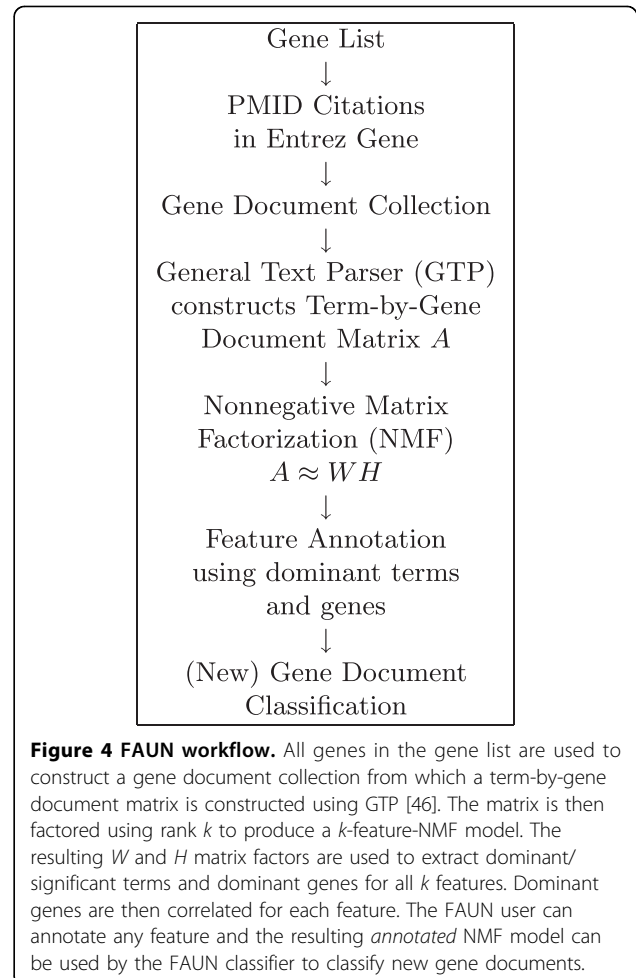 Gene List
↓
PMID Citations
in Entrez Gene
↓
Gene Document Collection
↓
General Text Parser (GTP)
constructs Term-by-Gene
Document Matrix A
↓
Nonnegative Matrix
Factorization (NMF)
A ≈ WH
↓
Feature Annotation
using dominant terms
and genes
↓
(New) Gene Document
Classification
Figure 4 FAUN workflow. All genes in the gene list are used to
construct a gene document collection from which a term-by-gene
document matrix is constructed using GTP [46]. The matrix is then
factored using rank k to produce a k-feature-NMF model. The
resulting W and H matrix factors are used to extract dominant/
significant terms and dominant genes for all k features. Dominant
genes are then correlated for each feature. The FAUN user can
annotate any feature and the resulting annotated NMF model can
be used by the FAUN classifier to classify new gene documents.